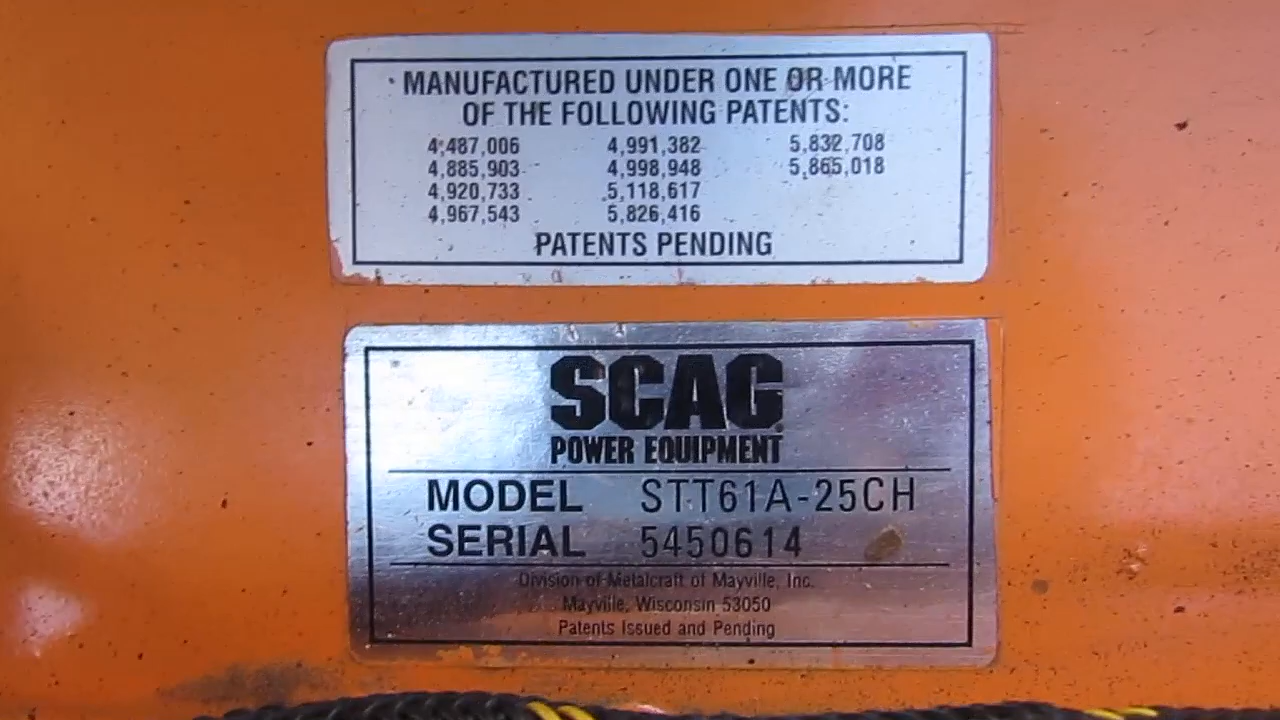 MANUFACTURED UNDER ONE OR MORE
OF THE FOLLOWING PATENTS:
4,487,006 4,991,382 5,832,708
4,885,903 4,998,948 5,865,018
4,920,733 5,118,617
4,967,543 5,826,416
PATENTS PENDING
SCAG
POWER EQUIPMENT
MODEL STT61A-25CH
SERIAL 5450614
Division of Metalcraft of Mayville, Inc.
Mayville, Wisconsin 53050
Patents Issued and Pending